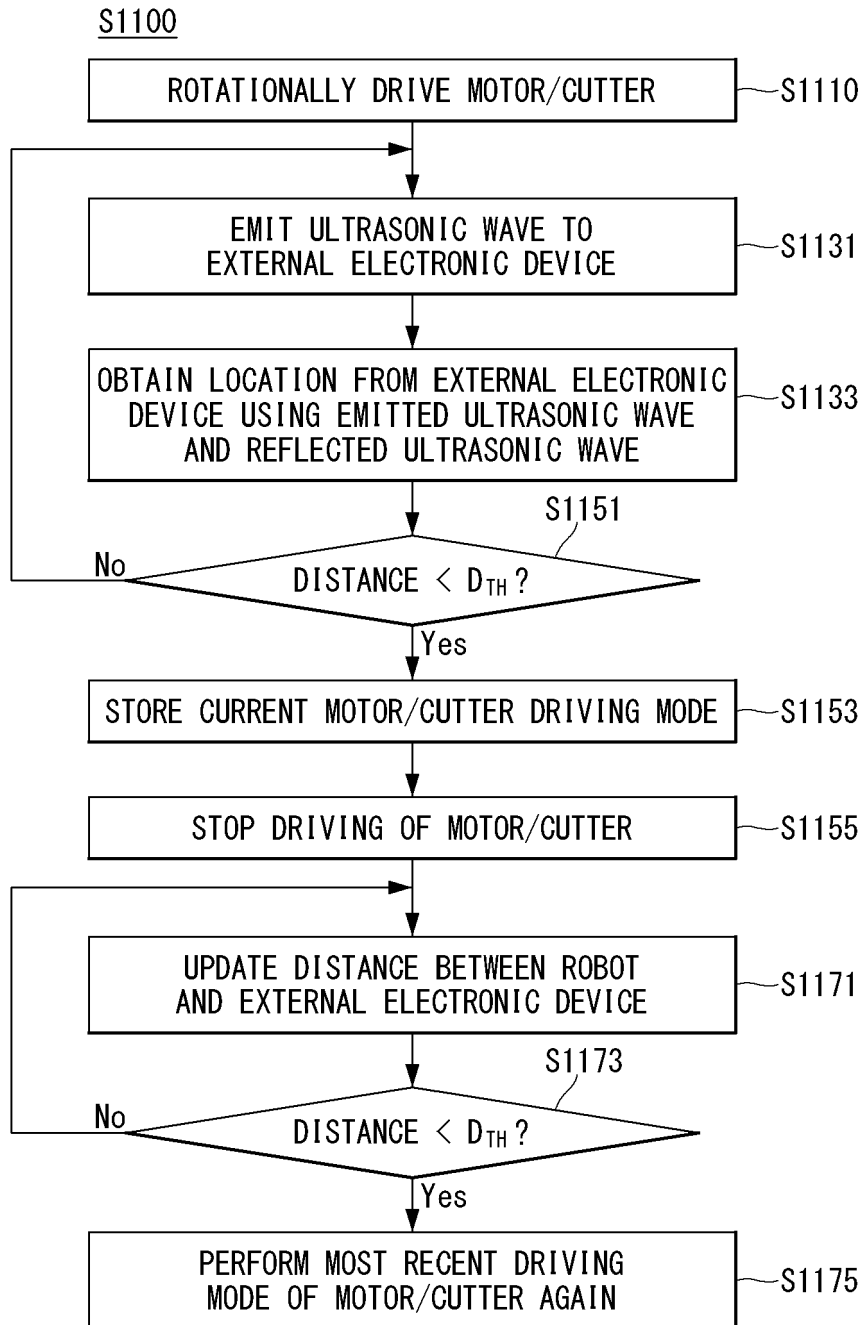 S1100
ROTATIONALLY DRIVE MOTOR/CUTTER
S1110
EMIT ULTRASONIC WAVE TO
EXTERNAL ELECTRONIC DEVICE
S1131
OBTAIN LOCATION FROM EXTERNAL ELECTRONIC
DEVICE USING EMITTED ULTRASONIC WAVE
AND REFLECTED ULTRASONIC WAVE
S1133
S1151
DISTANCE < DTH ?
No
Yes
STORE CURRENT MOTOR/CUTTER DRIVING MODE
S1153
STOP DRIVING OF MOTOR/CUTTER
S1155
UPDATE DISTANCE BETWEEN ROBOT
AND EXTERNAL ELECTRONIC DEVICE
S1171
S1173
DISTANCE < DTH ?
No
Yes
PERFORM MOST RECENT DRIVING
MODE OF MOTOR/CUTTER AGAIN
S1175